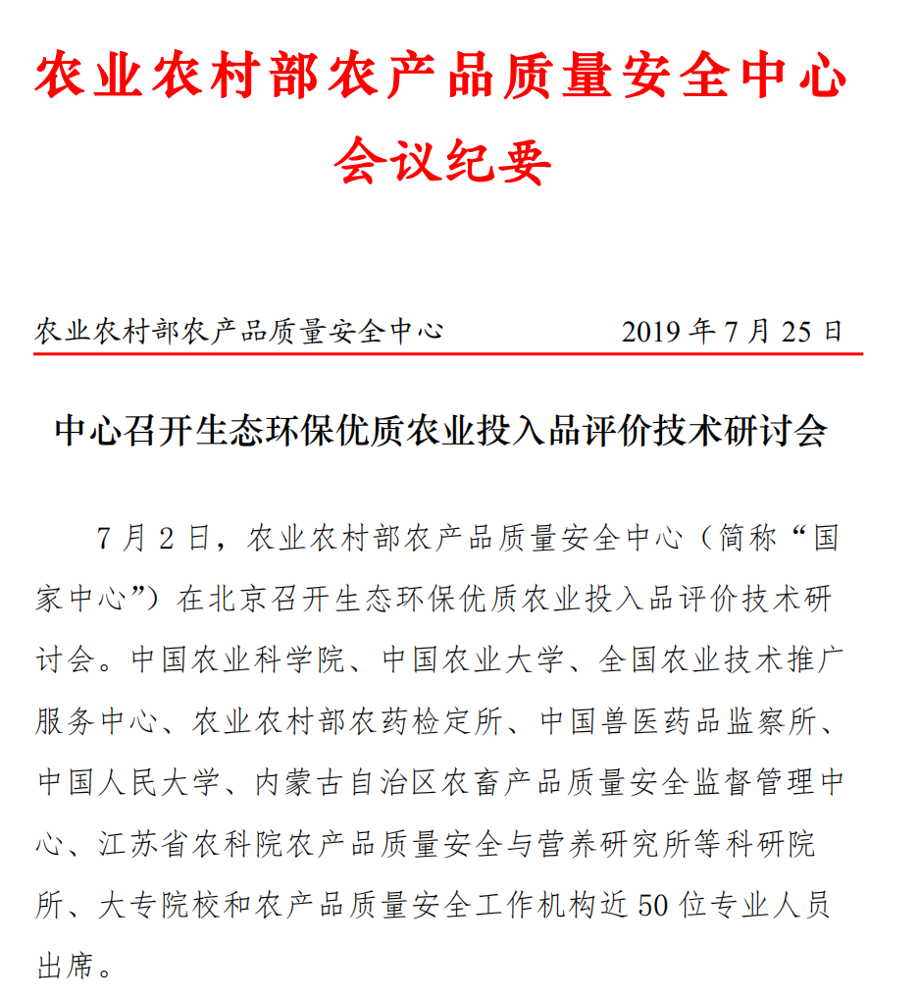 农业农村部农产品质量安全中心
会议纪要
农业农村部农产品质量安全中心 2019 年 7 月 25 日
中心召开生态环保优质农业投入品评价技术研讨会
7 月 2 日，农业农村部农产品质量安全中心（简称“国
家中心”）在北京召开生态环保优质农业投入品评价技术研
讨会。中国农业科学院、中国农业大学、全国农业技术推广
服务中心、农业农村部农药检定所、中国兽医药品监察所、
中国人民大学、内蒙古自治区农畜产品质量安全监督管理中
心、江苏省农科院农产品质量安全与营养研究所等科研院
所、大专院校和农产品质量安全工作机构近 50 位专业人员
出席。